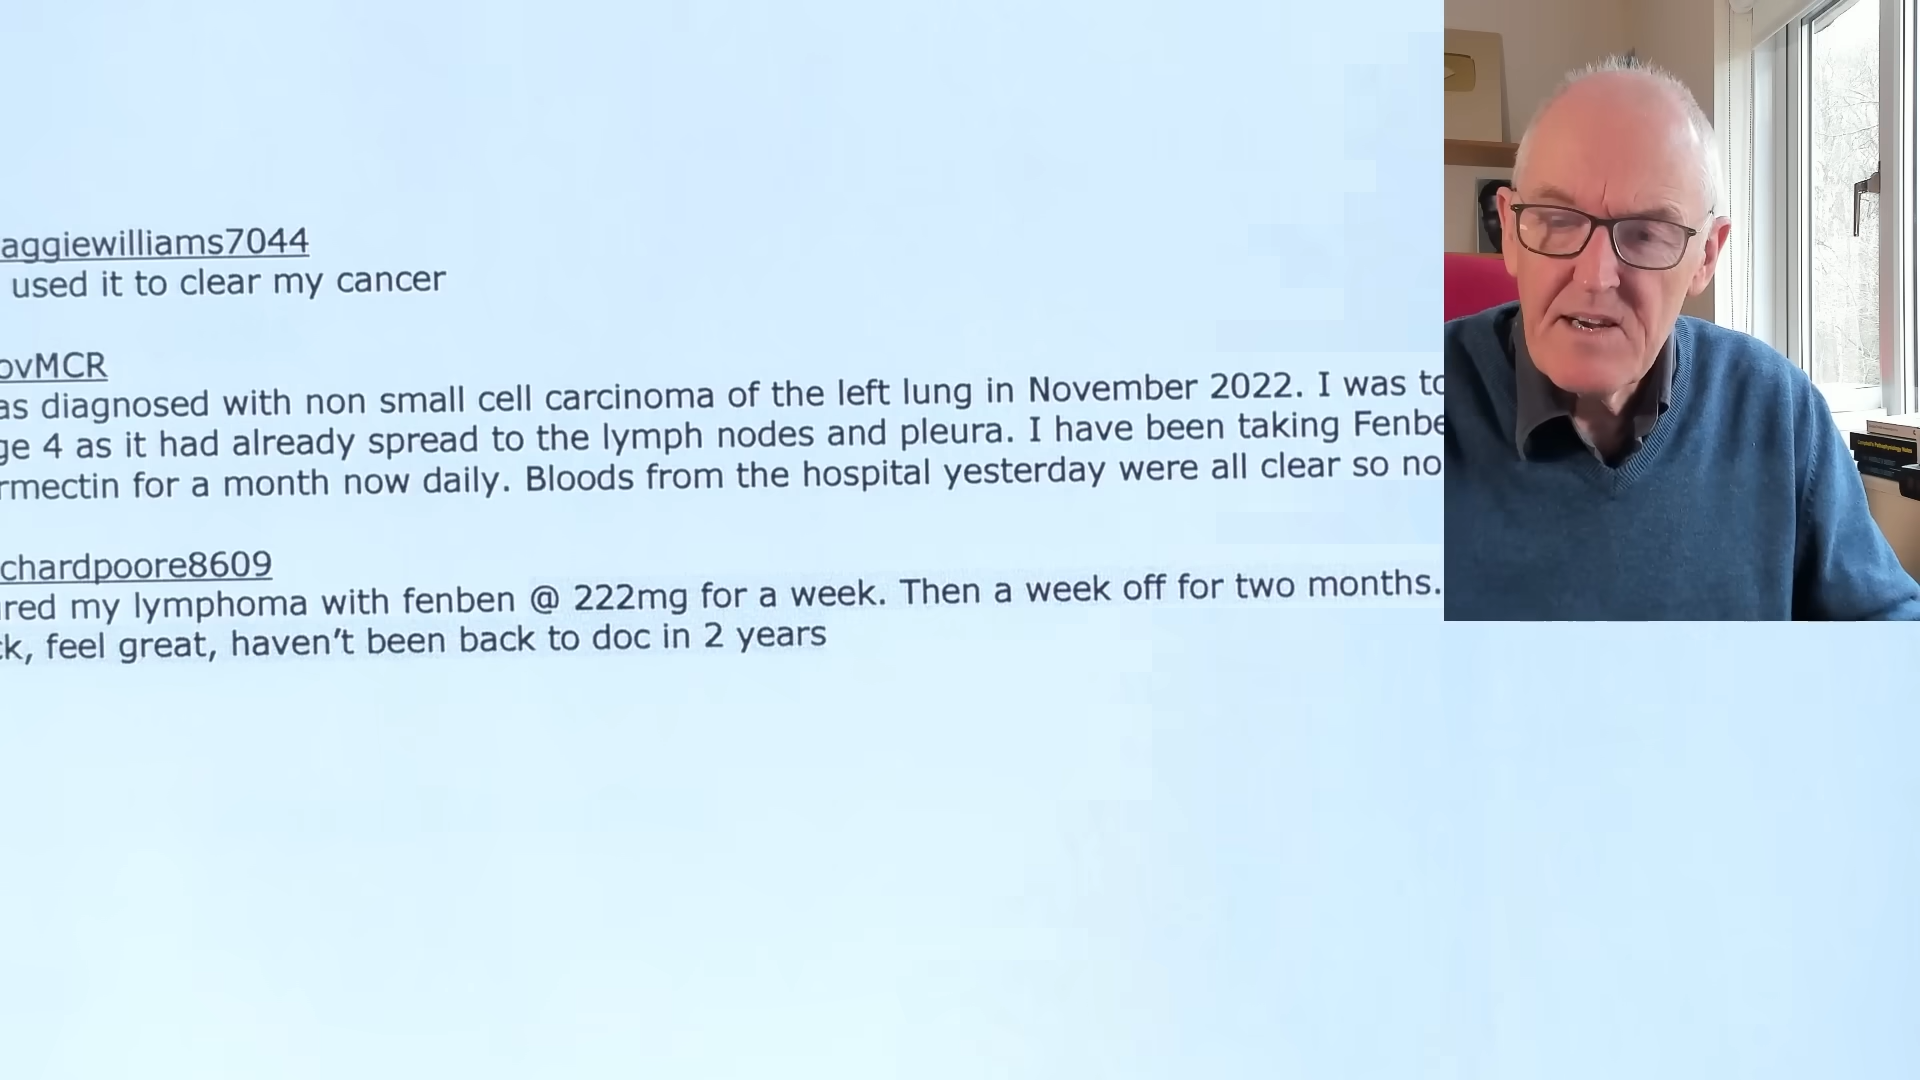 aggiewilliams7044
used it to clear my cancer
ovMCR
as diagnosed with non small cell carcinoma of the left lung in November 2022. I was to
ge 4 as it had already spread to the lymph nodes and pleura. I have been taking Fenbe
rmectin for a month now daily. Bloods from the hospital yesterday were all clear so no
chardpoore8609
red my lymphoma with fenben @ 222mg for a week. Then a week off for two months.
k, feel great, haven't been back to doc in 2 years